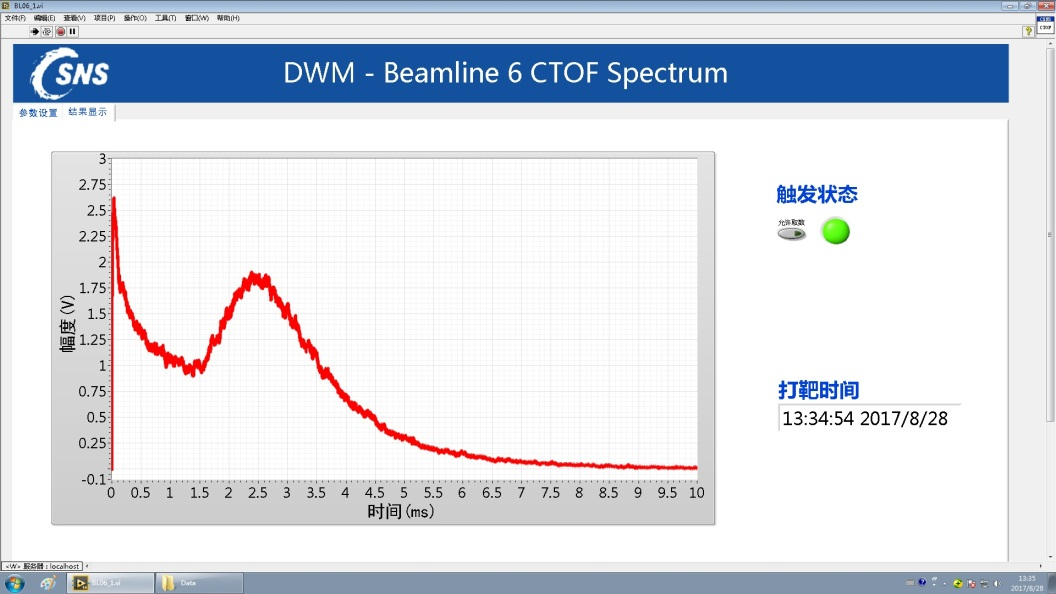 BL06_1.vi
文件(F) 编辑(E) 查看(V) 项目(P) 操作(O) 工具(T) 窗口(W) 帮助(H)
CSNS
CTOF
CSNS
DWM - Beamline 6 CTOF Spectrum
参数设置 结果显示
3
2.75
2.5
2.25
2
1.75
1.5
1.25
1
0.75
0.5
0.25
-0.1
幅度(V)
0 0.5 1 1.5 2 2.5 3 3.5 4 4.5 5 5.5 6 6.5 7 7.5 8 8.5 9 9.5 10
时间(ms)
触发状态
允许取数
打靶时间
13:34:54 2017/8/28
<W> 服务器：localhost
BL06_1.vi
Data
13:35
2017/8/28